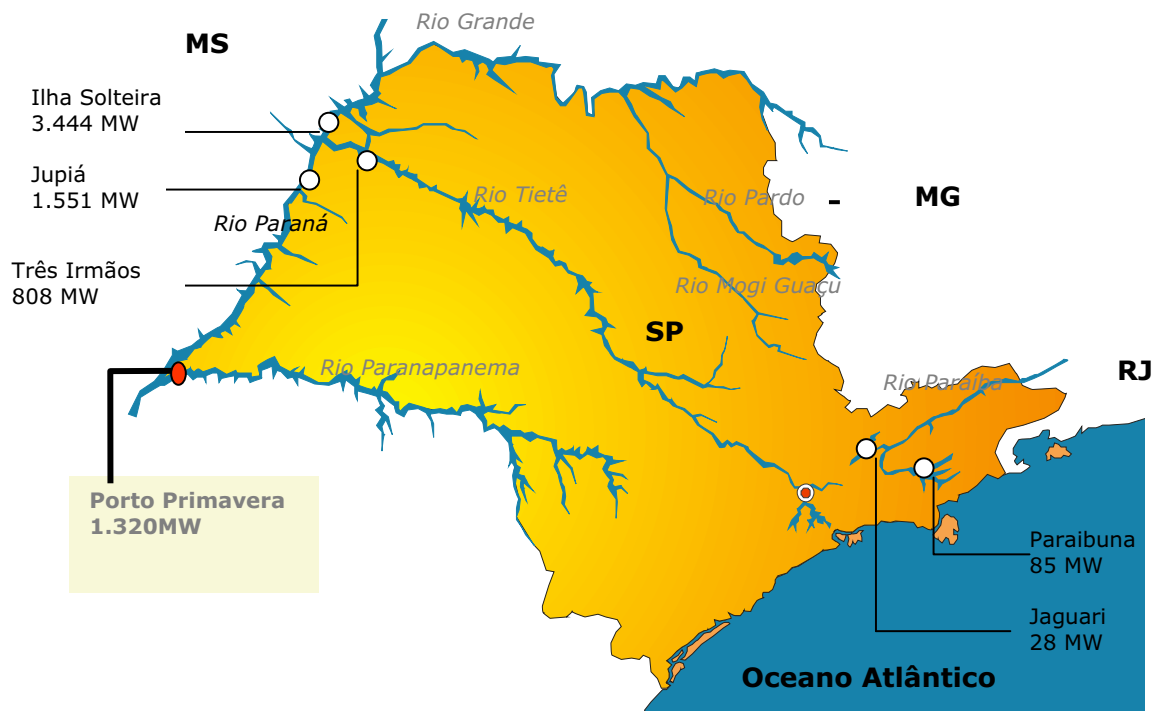 Rio Grande
MS
Ilha Solteira
3.444 MW
Jupiá
1.551 MW
Rio Tietê
Rio Pardo
-
MG
Rio Paraná
Três Irmãos
808 MW
Rio Mogi Guaçu
SP
Rio Paranapanema
Rio Paraíba
RJ
Porto Primavera
1.320MW
Paraibuna
85 MW
Jaguari
28 MW
Oceano Atlântico